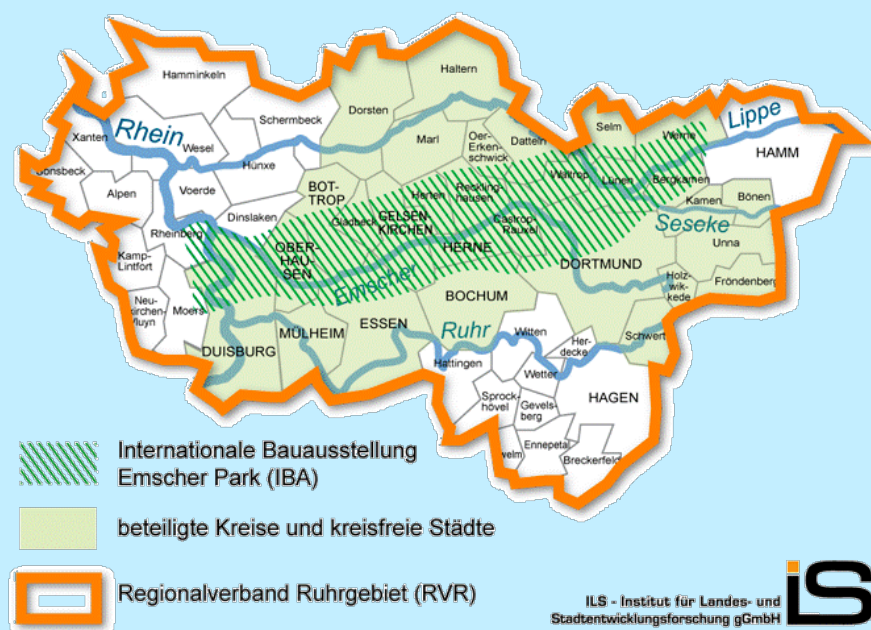 Haltern
Hamminkeln
Dorsten
Schermbeck
Rhein
Xanten
Wesel
Hünxe
Marl
Oer-
Erken-
schwick
Datteln
Selm
Werne
Lippe
HAMM
Alpen
Voerde
BOT-
TROP
Dinslaken
Gladbeck
GELSEN-
KIRCHEN
Herten
Reckling-
hausen
Waltrop
Lünen
Bergkamen
Kamen
Bönen
Seseke
Unna
Rheinberg
Castrop-
Rauxel
OBER-
HAU-
SEN
HERNE
DORTMUND
Kamp-
Lintfort
Emscher
BOCHUM
Holz-
wik-
kede
Fröndenberg
Neu-
kirchen-
Vluyn
Moers
DUISBURG
MÜLHEIM
ESSEN
Ruhr
Witten
Her-
decke
Schwert
Hattingen
Wetter
Sprock-
hövel
Gevels-
berg
HAGEN
Ennepetal
Breckerfeld
welm
Internationale Bauausstellung
Emscher Park (IBA)
beteiligte Kreise und kreisfreie Städte
Regionalverband Ruhrgebiet (RVR)
ILS - Institut für Landes- und
Stadtentwicklungsforschung gGmbH
iLS